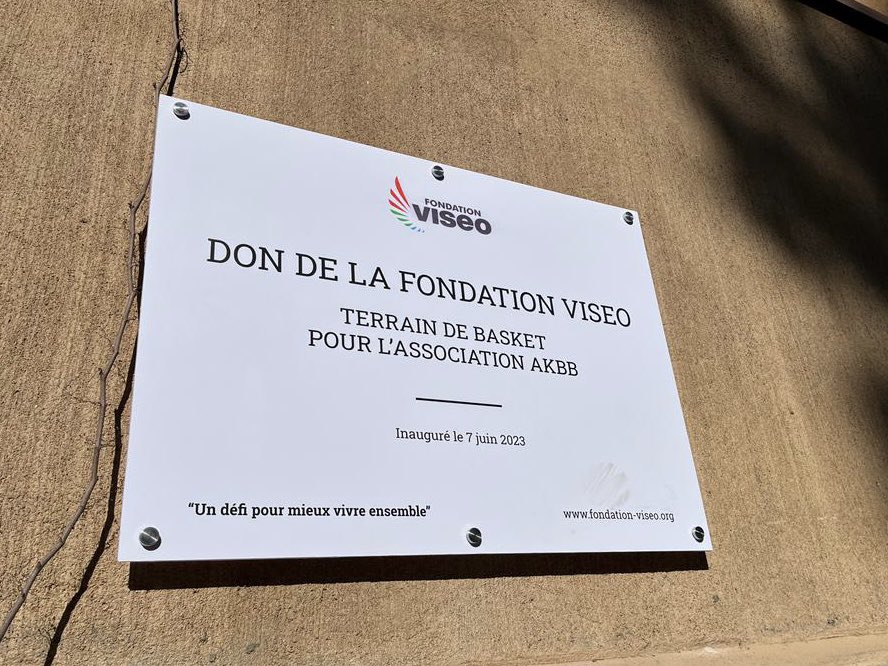 FONDATION
VISEO
DON DE LA FONDATION VISEO
TERRAIN DE BASKET
POUR L'ASSOCIATION AKBB
Inauguré le 7 juin 2023
“Un défi pour mieux vivre ensemble"
www.fondation-viseo.org